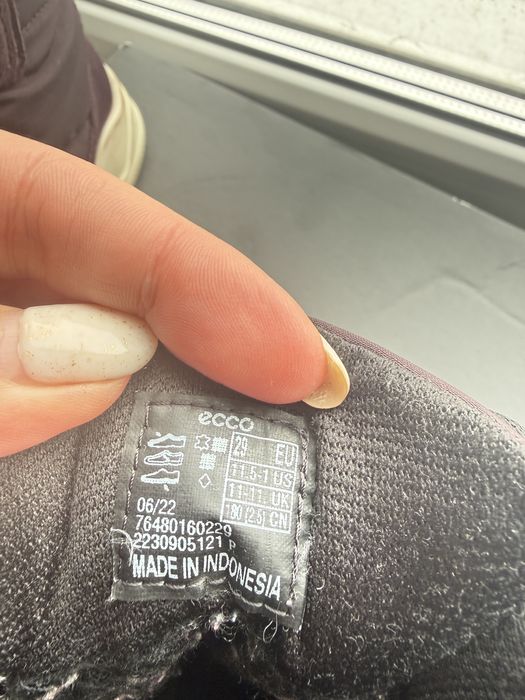 ecco
29 EU
11.5-1 US
11-11. UK
180 (2.5) CN
06/22
76480160229
2230905121 R
MADE IN INDONESIA